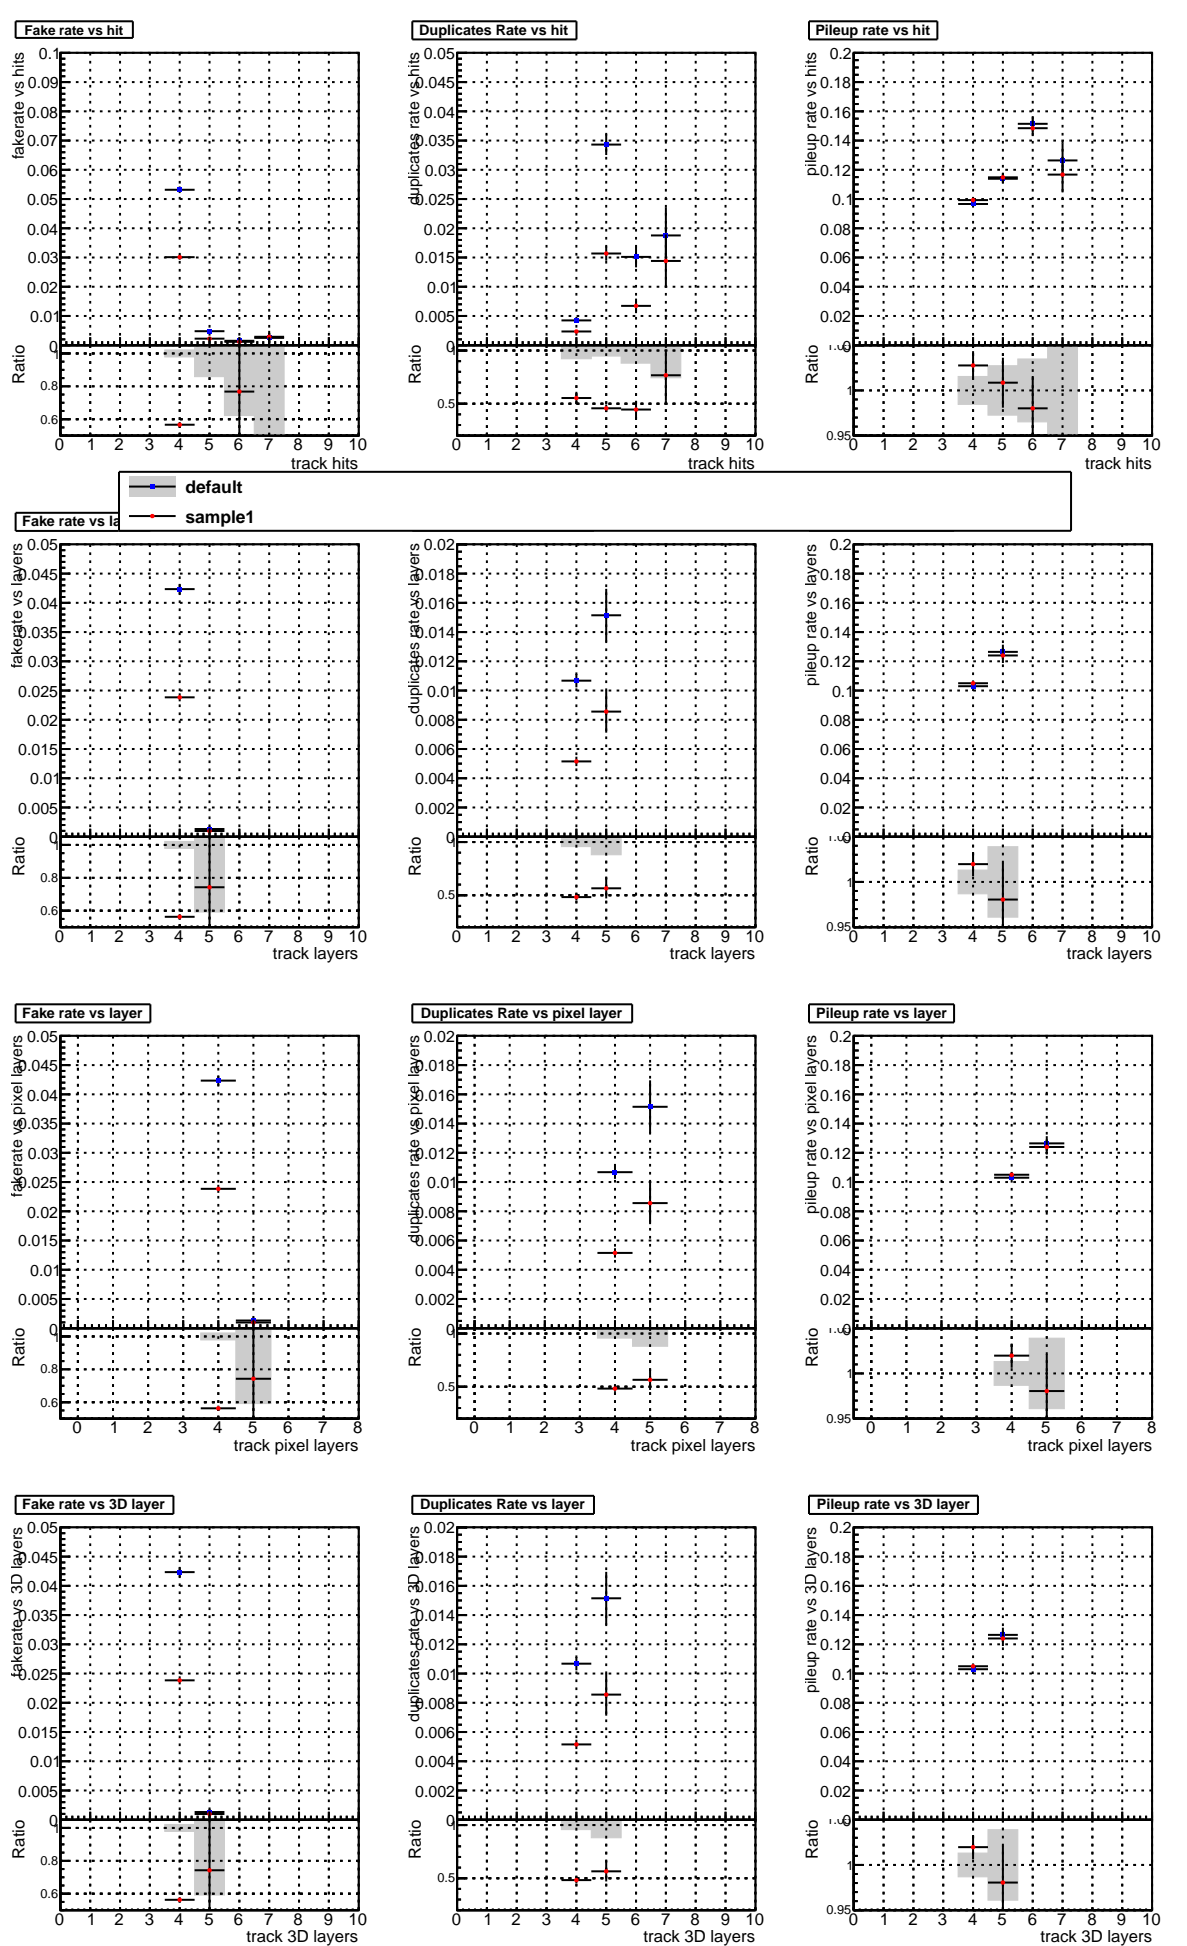 Fake rate vs hit
Duplicates Rate vs hit
Pileup rate vs hit
fakerate vs hits
0.1
0.09
0.08
0.07
0.06
0.05
0.04
0.03
0.02
0.01
0
Ratio
1
0.8
0.6
0 1 2 3 4 5 6 7 8 9 10
track hits
duplicates rate vs hits
0.05
0.045
0.04
0.035
0.03
0.025
0.02
0.015
0.01
0.005
0
Ratio
1
0.5
0 1 2 3 4 5 6 7 8 9 10
track hits
pileup rate vs hits
0.2
0.18
0.16
0.14
0.12
0.1
0.08
0.06
0.04
0.02
0
Ratio
1
0.95
0 1 2 3 4 5 6 7 8 9 10
track hits
default
sample1
Fake rate vs la
fakerate vs layers
0.05
0.045
0.04
0.035
0.03
0.025
0.02
0.015
0.01
0.005
0
Ratio
1
0.8
0.6
0 1 2 3 4 5 6 7 8 9 10
track layers
duplicates rate vs layers
0.02
0.018
0.016
0.014
0.012
0.01
0.008
0.006
0.004
0.002
0
Ratio
1
0.5
0 1 2 3 4 5 6 7 8 9 10
track layers
pileup rate vs layers
0.2
0.18
0.16
0.14
0.12
0.1
0.08
0.06
0.04
0.02
0
Ratio
1
0.95
0 1 2 3 4 5 6 7 8 9 10
track layers
Fake rate vs layer
Duplicates Rate vs pixel layer
Pileup rate vs layer
fakerate vs pixel layers
0.05
0.045
0.04
0.035
0.03
0.025
0.02
0.015
0.01
0.005
0
Ratio
1
0.8
0.6
0 1 2 3 4 5 6 7 8
track pixel layers
duplicates rate vs pixel layers
0.02
0.018
0.016
0.014
0.012
0.01
0.008
0.006
0.004
0.002
0
Ratio
1
0.5
0 1 2 3 4 5 6 7 8
track pixel layers
pileup rate vs pixel layers
0.2
0.18
0.16
0.14
0.12
0.1
0.08
0.06
0.04
0.02
0
Ratio
1
0.95
0 1 2 3 4 5 6 7 8
track pixel layers
Fake rate vs 3D layer
Duplicates Rate vs layer
Pileup rate vs 3D layer
fakerate vs 3D layers
0.05
0.045
0.04
0.035
0.03
0.025
0.02
0.015
0.01
0.005
0
Ratio
1
0.8
0.6
0 1 2 3 4 5 6 7 8 9 10
track 3D layers
duplicates rate vs 3D layers
0.02
0.018
0.016
0.014
0.012
0.01
0.008
0.006
0.004
0.002
0
Ratio
1
0.5
0 1 2 3 4 5 6 7 8 9 10
track 3D layers
pileup rate vs 3D layers
0.2
0.18
0.16
0.14
0.12
0.1
0.08
0.06
0.04
0.02
0
Ratio
1
0.95
0 1 2 3 4 5 6 7 8 9 10
track 3D layers